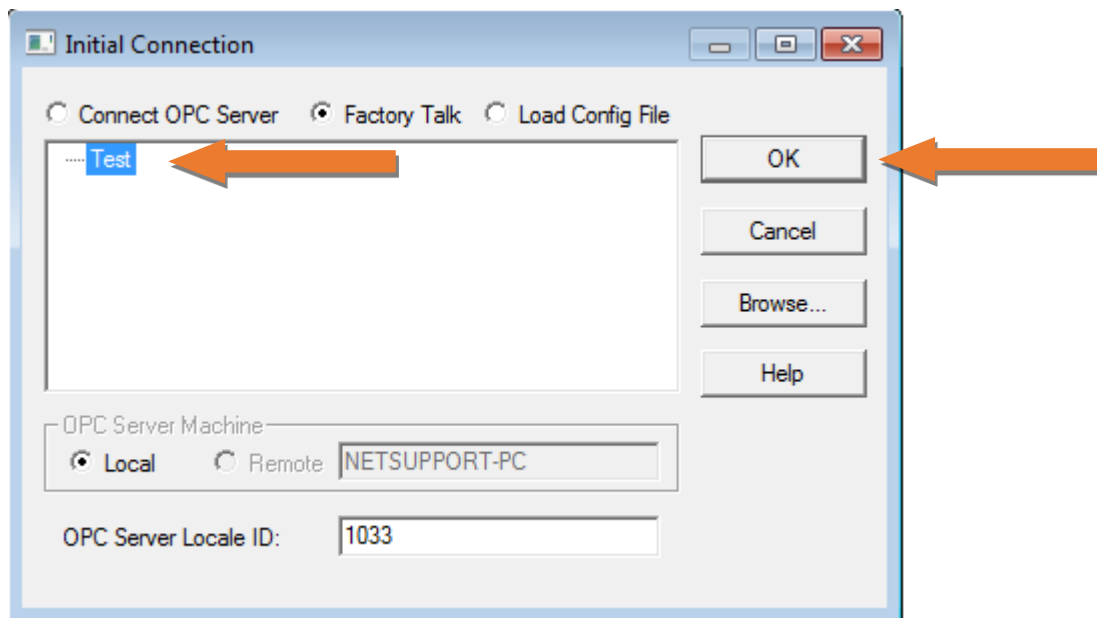 Initial Connection
Connect OPC Server Factory Talk Load Config File
Test
OK
Cancel
Browse...
Help
OPC Server Machine
Local Remote NETSUPPORT-PC
OPC Server Locale ID: 1033